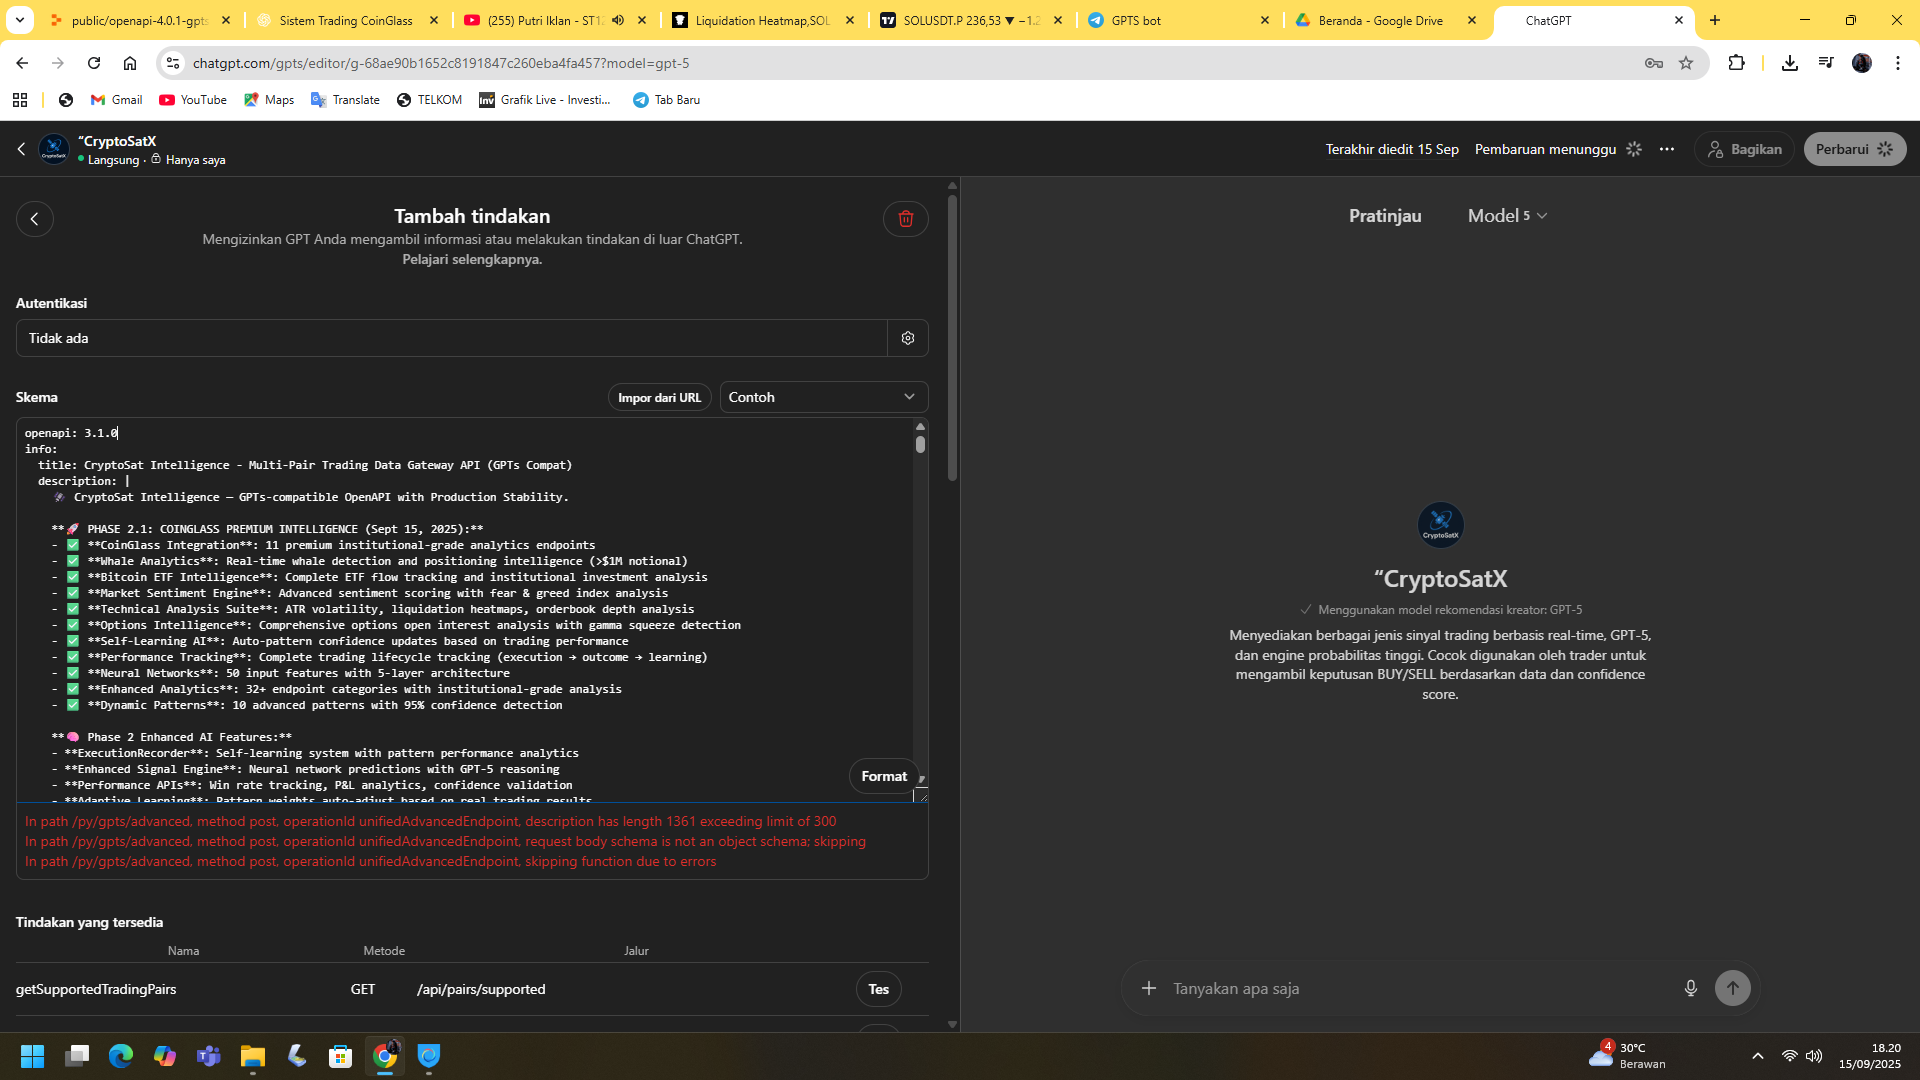 public/openapi-4.0.1-gpts
Sistem Trading CoinGlass
(255) Putri Iklan - ST12
Liquidation Heatmap,SOL
SOLUSDT.P 236,53 ▼ −1.2
GPTS bot
Beranda - Google Drive
ChatGPT
chatgpt.com/gpts/editor/g-68ae90b1652c8191847c260eba4fa457?model=gpt-5
Gmail
YouTube
Maps
Translate
TELKOM
Grafik Live - Investi...
Tab Baru
“CryptoSatX
Langsung · Hanya saya
Terakhir diedit 15 Sep
Pembaruan menunggu
Bagikan
Perbarui
Tambah tindakan
Mengizinkan GPT Anda mengambil informasi atau melakukan tindakan di luar ChatGPT.
Pelajari selengkapnya.
Autentikasi
Tidak ada
Skema
Impor dari URL
Contoh
openapi: 3.1.0
info:
title: CryptoSat Intelligence - Multi-Pair Trading Data Gateway API (GPTs Compat)
description: |
🛰️ CryptoSat Intelligence — GPTs-compatible OpenAPI with Production Stability.
**🚀 PHASE 2.1: COINGLASS PREMIUM INTELLIGENCE (Sept 15, 2025):**
- ✅ **CoinGlass Integration**: 11 premium institutional-grade analytics endpoints
- ✅ **Whale Analytics**: Real-time whale detection and positioning intelligence (>$1M notional)
- ✅ **Bitcoin ETF Intelligence**: Complete ETF flow tracking and institutional investment analysis
- ✅ **Market Sentiment Engine**: Advanced sentiment scoring with fear & greed index analysis
- ✅ **Technical Analysis Suite**: ATR volatility, liquidation heatmaps, orderbook depth analysis
- ✅ **Options Intelligence**: Comprehensive options open interest analysis with gamma squeeze detection
- ✅ **Self-Learning AI**: Auto-pattern confidence updates based on trading performance
- ✅ **Performance Tracking**: Complete trading lifecycle tracking (execution → outcome → learning)
- ✅ **Neural Networks**: 50 input features with 5-layer architecture
- ✅ **Enhanced Analytics**: 32+ endpoint categories with institutional-grade analysis
- ✅ **Dynamic Patterns**: 10 advanced patterns with 95% confidence detection
**🧠 Phase 2 Enhanced AI Features:**
- **ExecutionRecorder**: Self-learning system with pattern performance analytics
- **Enhanced Signal Engine**: Neural network predictions with GPT-5 reasoning
- **Performance APIs**: Win rate tracking, P&L analytics, confidence validation
- **Adaptive Learning**: Pattern weights auto-adjust based on real trading results
Format
In path /py/gpts/advanced, method post, operationId unifiedAdvancedEndpoint, description has length 1361 exceeding limit of 300
In path /py/gpts/advanced, method post, operationId unifiedAdvancedEndpoint, request body schema is not an object schema; skipping
In path /py/gpts/advanced, method post, operationId unifiedAdvancedEndpoint, skipping function due to errors
Tindakan yang tersedia
Nama
Metode
Jalur
getSupportedTradingPairs
GET
/api/pairs/supported
Tes
Pratinjau
Model 5
CryptoSatX
“CryptoSatX
Menggunakan model rekomendasi kreator: GPT-5
Menyediakan berbagai jenis sinyal trading berbasis real-time, GPT-5,
dan engine probabilitas tinggi. Cocok digunakan oleh trader untuk
mengambil keputusan BUY/SELL berdasarkan data dan confidence
score.
Tanyakan apa saja
4
30°C
Berawan
18.20
15/09/2025